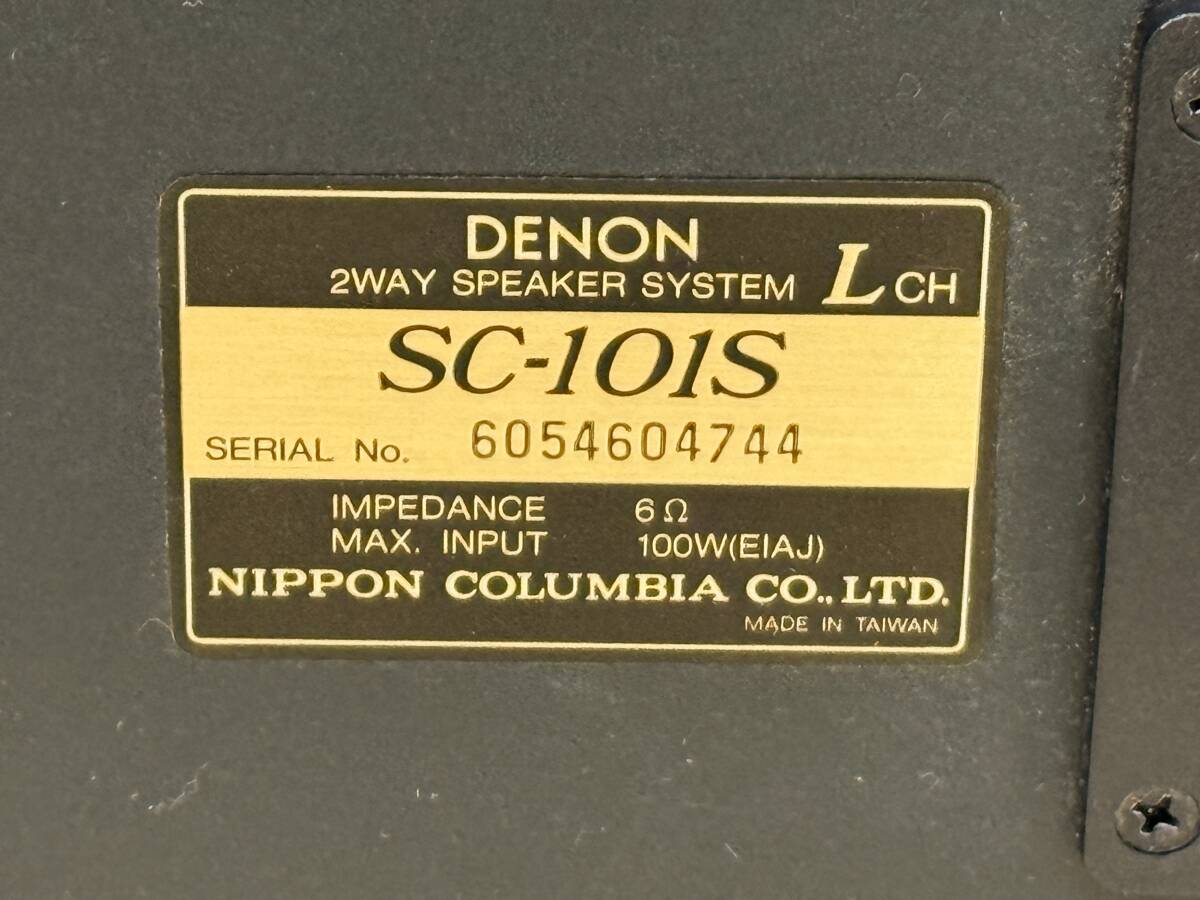 DENON
2WAY SPEAKER SYSTEM L CH
SC-101S
SERIAL No. 6054604744
IMPEDANCE 6Ω
MAX. INPUT 100W(EIAJ)
NIPPON COLUMBIA CO., LTD.
MADE IN TAIWAN